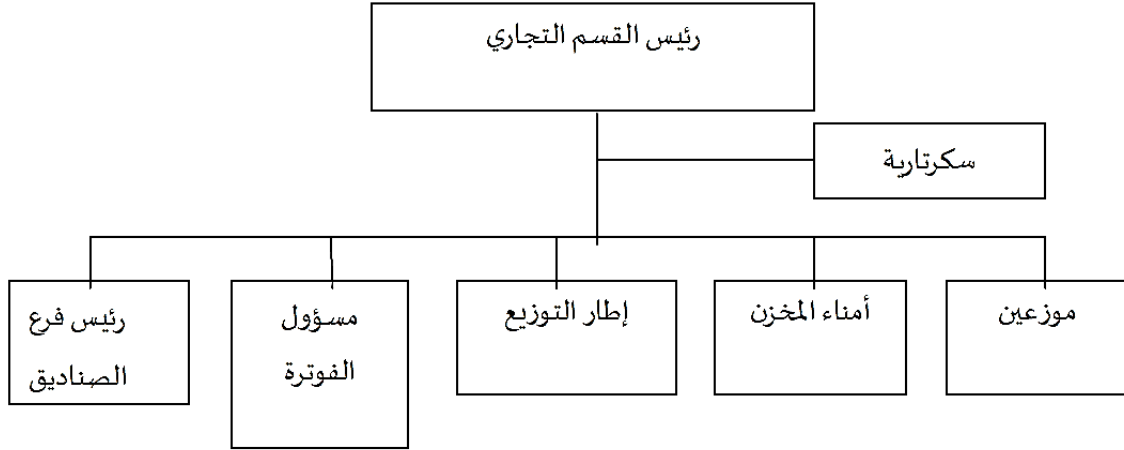 رئيس القسم التجاري
سكرتارية
موزعين
أمناء المخزن
إطار التوزيع
مسؤول
الفوترة
رئيس فرع
الصناديق